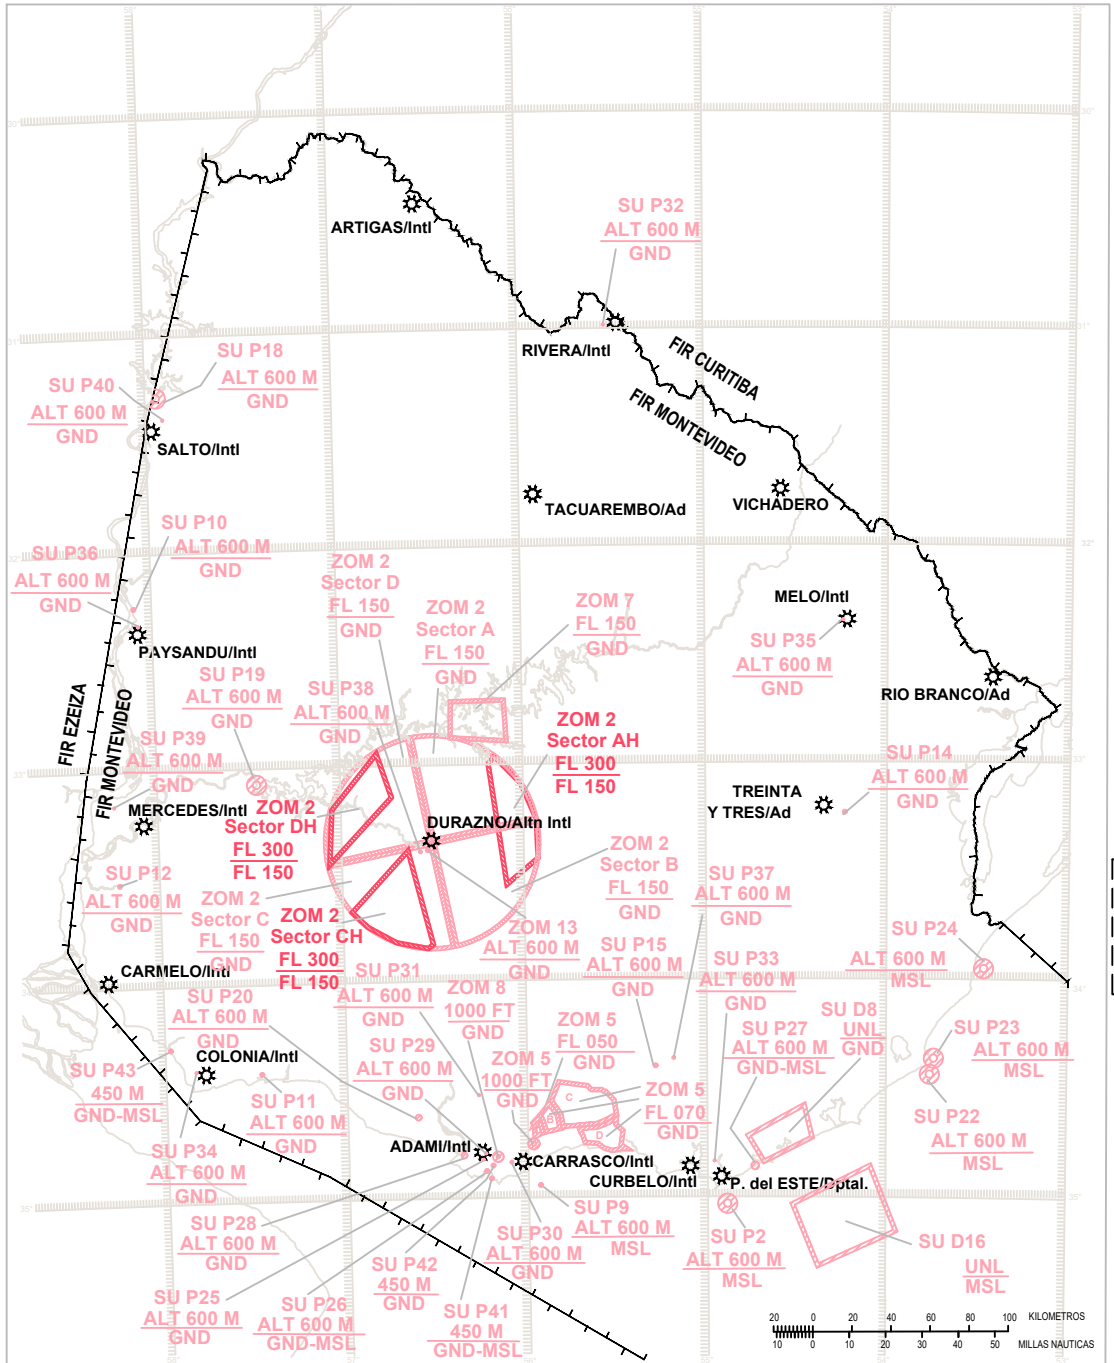 SU P32
ALT 600 M
GND
ARTIGAS/Intl
RIVERA/Intl
FIR CURITIBA
FIR MONTEVIDEO
SU P18
ALT 600 M
GND
SU P40
ALT 600 M
GND
SALTO/Intl
TACUAREMBO/Ad
VICHADERO
SU P10
ALT 600 M
GND
SU P36
ALT 600 M
GND
PAYSANDU/Intl
ZOM 2
Sector D
FL 150
GND
ZOM 2
Sector A
FL 150
GND
ZOM 7
FL 150
GND
MELO/Intl
SU P35
ALT 600 M
GND
RIO BRANCO/Ad
SU P19
ALT 600 M
GND
SU P38
ALT 600 M
GND
FIR EZEIZA
FIR MONTEVIDEO
SU P39
ALT 600 M
GND
MERCEDES/Intl
ZOM 2
Sector AH
FL 300
FL 150
SU P14
ALT 600 M
GND
TREINTA
Y TRES/Ad
ZOM 2
Sector DH
FL 300
FL 150
DURAZNO/Altn Intl
ZOM 2
Sector B
FL 150
GND
SU P37
ALT 600 M
GND
SU P12
ALT 600 M
GND
ZOM 2
Sector C
FL 150
GND
ZOM 2
Sector CH
FL 300
FL 150
ZOM 13
ALT 600 M
GND
SU P15
ALT 600 M
GND
SU P24
ALT 600 M
MSL
SU P33
ALT 600 M
GND
CARMELO/Intl
SU P31
ALT 600 M
GND
ZOM 8
1000 FT
GND
SU P20
ALT 600 M
GND
SU D8
UNL
GND
ZOM 5
FL 050
GND
SU P27
ALT 600 M
GND-MSL
SU P23
ALT 600 M
MSL
COLONIA/Intl
SU P29
ALT 600 M
GND
ZOM 5
1000 FT
GND
SU P43
450 M
GND-MSL
ZOM 5
FL 070
GND
C
B
D
SU P11
ALT 600 M
GND
SU P22
ALT 600 M
MSL
ADAMI/Intl
SU P34
ALT 600 M
GND
CARRASCO/Intl
CURBELO/Intl
P. del ESTE/Dptal.
SU P28
ALT 600 M
GND
SU P9
ALT 600 M
MSL
SU P30
ALT 600 M
GND
SU P2
ALT 600 M
MSL
SU D16
UNL
MSL
SU P42
450 M
GND
SU P25
ALT 600 M
GND
SU P26
ALT 600 M
GND-MSL
SU P41
450 M
GND-MSL
20 0 20 40 60 80 100 KILOMETROS
10 0 10 20 30 40 50 MILLAS NAUTICAS